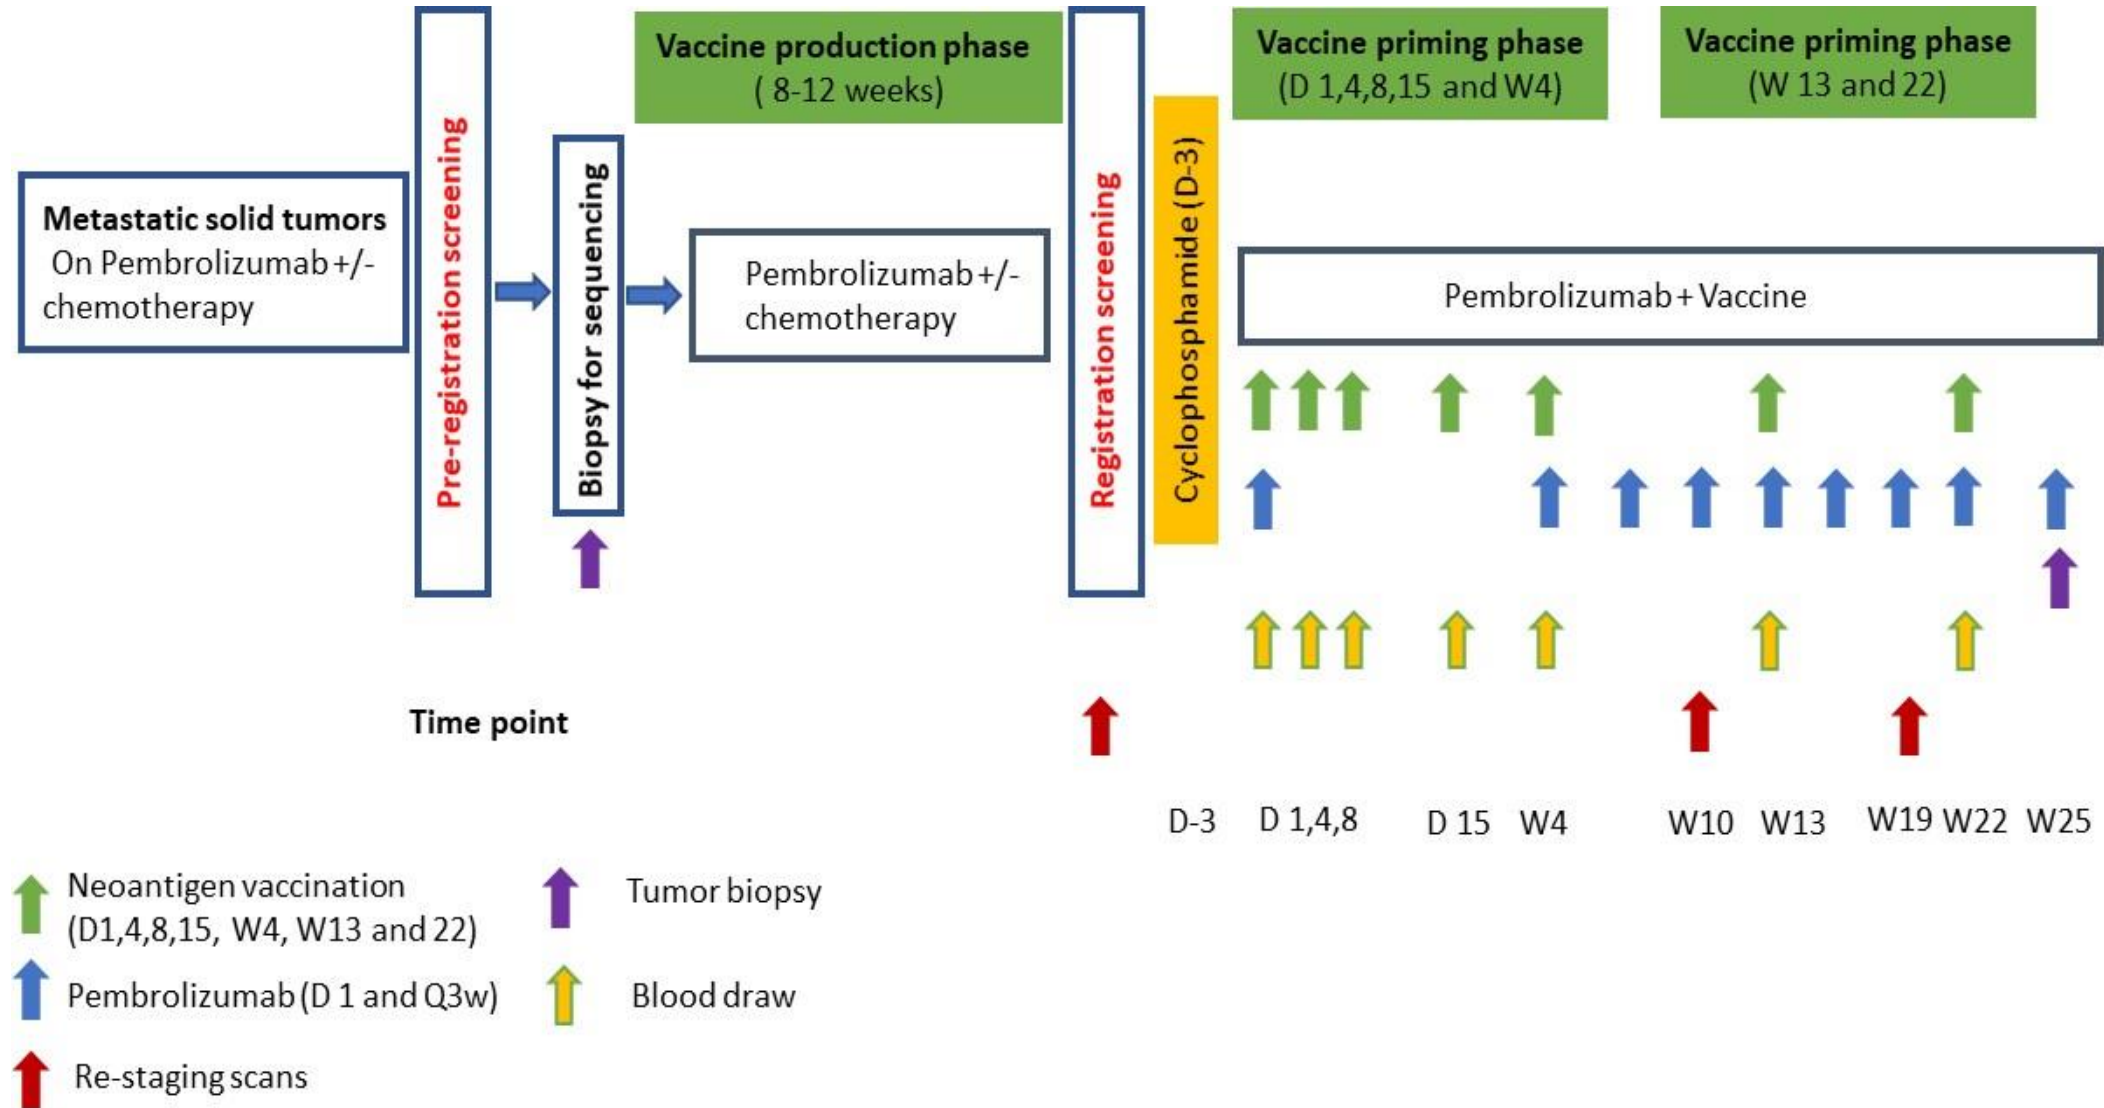 Metastatic solid tumors
On Pembrolizumab +/-
chemotherapy
Pre-registration screening
Biopsy for sequencing
Vaccine production phase
( 8-12 weeks)
Pembrolizumab +/-
chemotherapy
Registration screening
Cyclophosphamide (D-3)
Vaccine priming phase
(D 1,4,8,15 and W4)
Vaccine priming phase
(W 13 and 22)
Pembrolizumab + Vaccine
Time point
D-3 D 1,4,8 D 15 W4 W10 W13 W19 W22 W25
Neoantigen vaccination
(D1,4,8,15, W4, W13 and 22)
Pembrolizumab (D 1 and Q3w)
Re-staging scans
Tumor biopsy
Blood draw